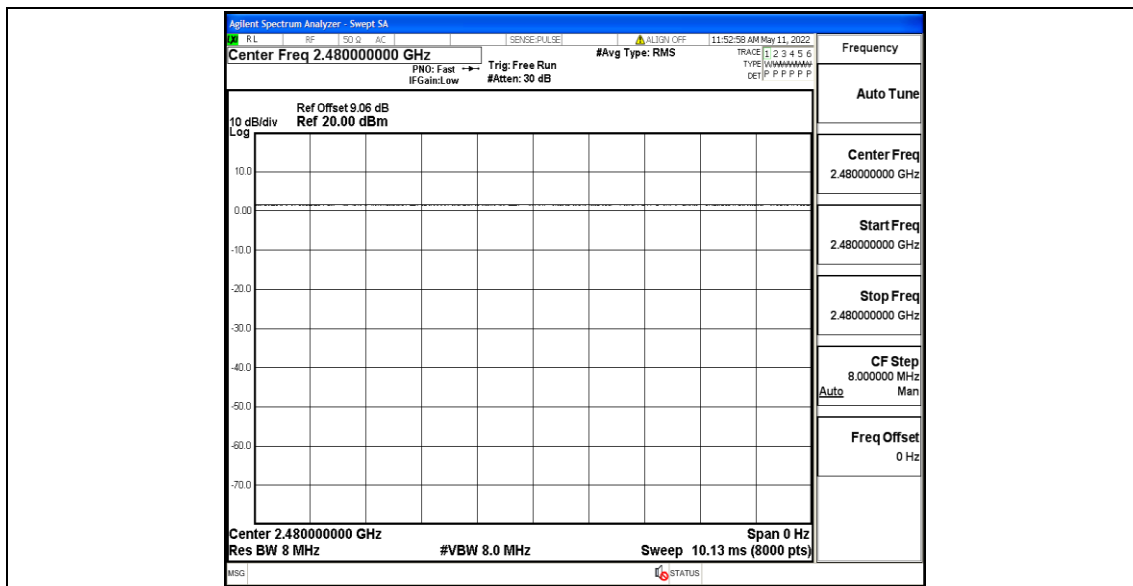 Agilent Spectrum Analyzer - Swept SA
RL RF 50 Ω AC SENSE:PULSE ALIGN OFF 11:52:58 AM May 11, 2022
Center Freq 2.480000000 GHz
PNO: Fast
IFGain:Low
Trig: Free Run
#Atten: 30 dB
#Avg Type: RMS
TRACE 1 2 3 4 5 6
TYPE
DET P P P P P P
Ref Offset 9.06 dB
10 dB/div Ref 20.00 dBm
Log
10.0
0.00
-10.0
-20.0
-30.0
-40.0
-50.0
-60.0
-70.0
Center 2.480000000 GHz Span 0 Hz
Res BW 8 MHz #VBW 8.0 MHz Sweep 10.13 ms (8000 pts)
MSG STATUS
Frequency
Auto Tune
Center Freq
2.480000000 GHz
Start Freq
2.480000000 GHz
Stop Freq
2.480000000 GHz
CF Step
8.000000 MHz
Auto Man
Freq Offset
0 Hz